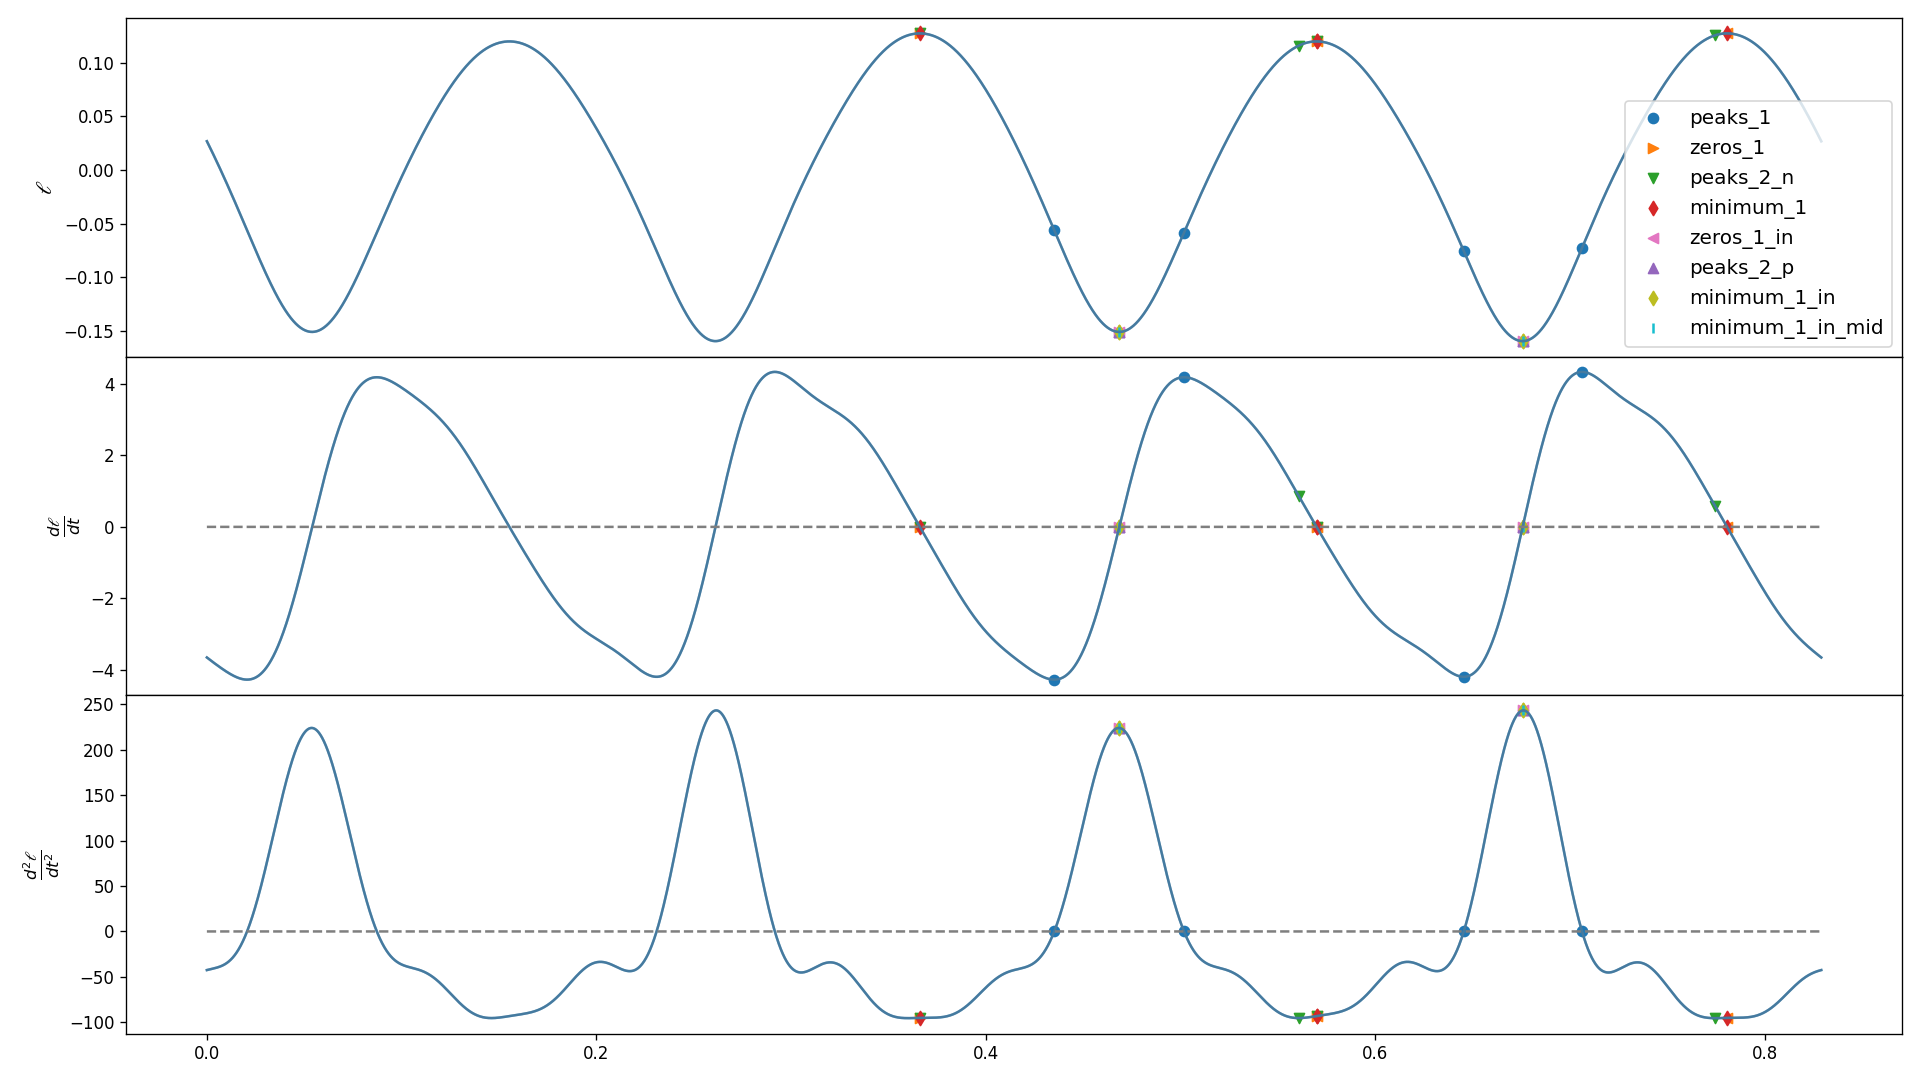 0.10
0.05
0.00
−0.05
−0.10
−0.15
ℓ
peaks_1
zeros_1
peaks_2_n
minimum_1
zeros_1_in
peaks_2_p
minimum_1_in
minimum_1_in_mid
4
2
0
−2
−4
dℓ
dt
250
200
150
100
50
0
−50
−100
d²ℓ
dt²
0.0 0.2 0.4 0.6 0.8